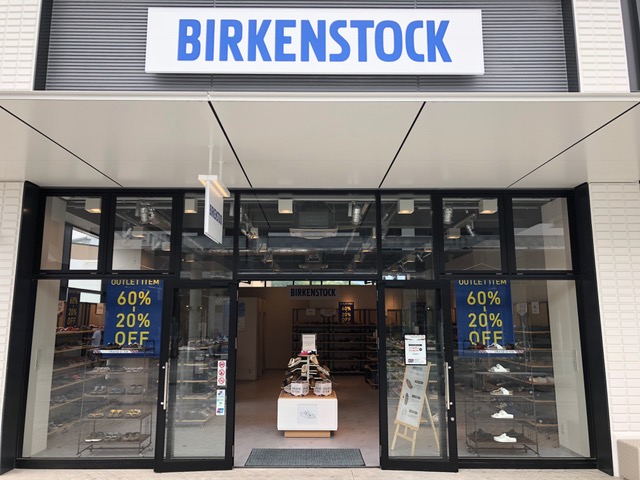 BIRKENSTOCK
BIRKENSTOCK
BIRKENSTOCK
OUTLET ITEM
60%
20%
OFF
OUTLET ITEM
60%
20%
OFF